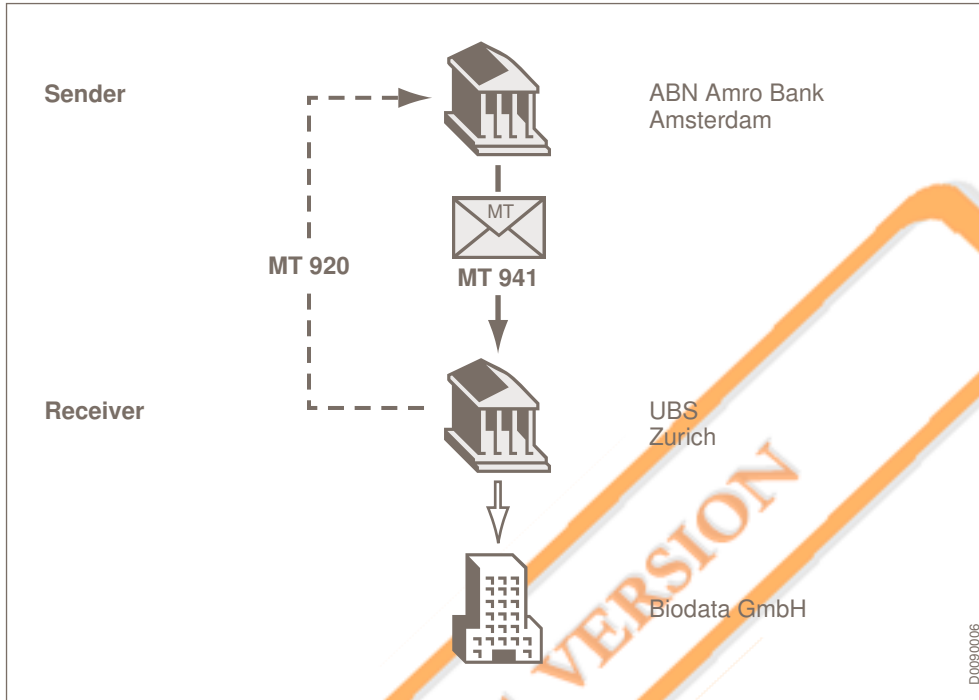 Sender
ABN Amro Bank
Amsterdam
MT
MT 920
MT 941
Receiver
UBS
Zurich
VERSION
Biodata GmbH
D0090006